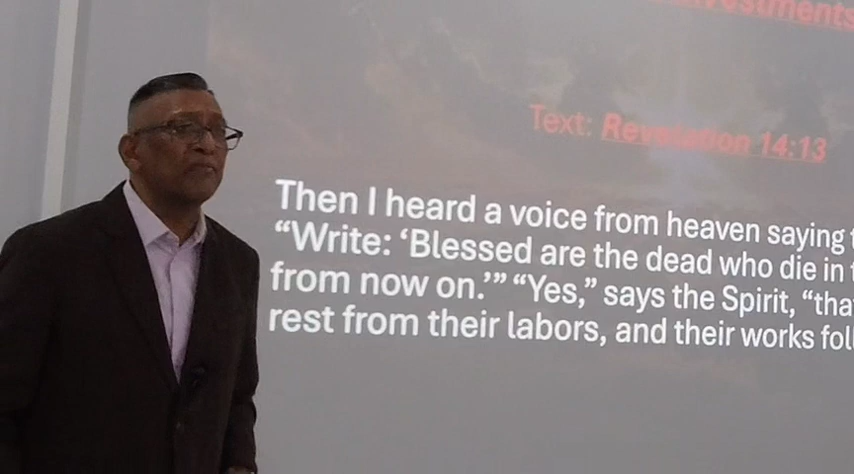 Investments
Text: Revelation 14:13
Then I heard a voice from heaven saying
“Write: ‘Blessed are the dead who die in
from now on.’” “Yes,” says the Spirit, “tha
rest from their labors, and their works fol